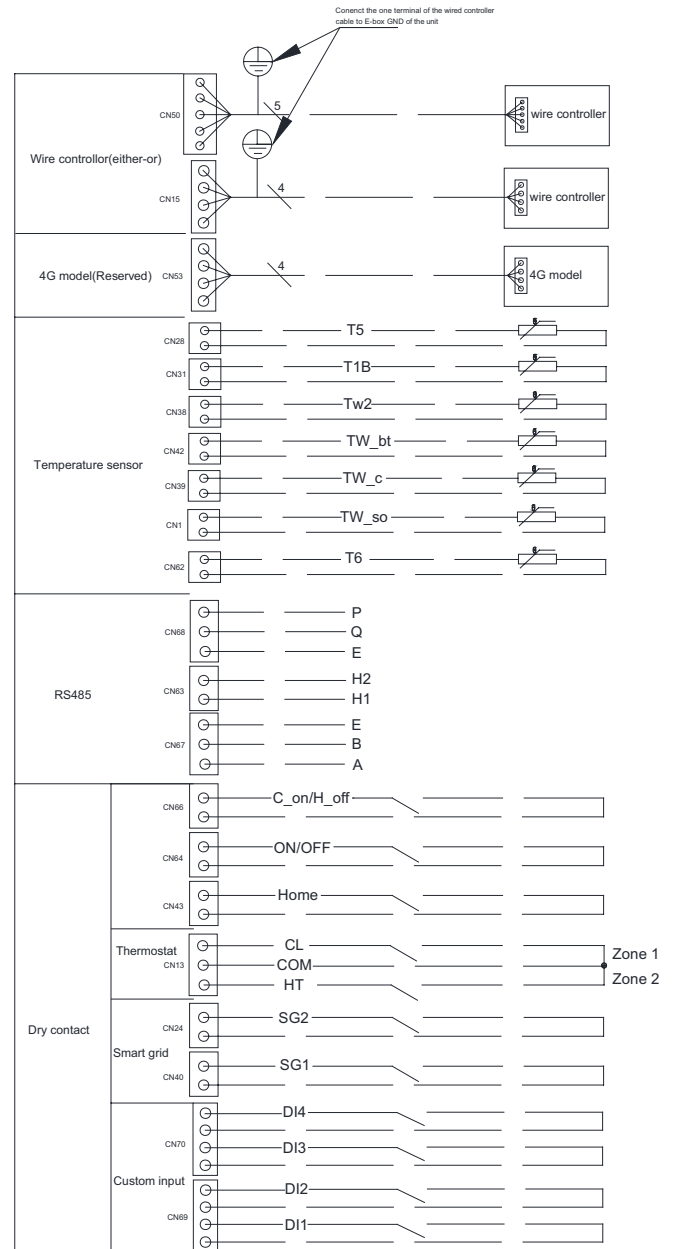 Conenct the one terminal of the wired controller
cable to E-box GND of the unit
CN50
5
wire controller
Wire controllor(either-or)
CN15
4
wire controller
4G model(Reserved)
CN53
4
4G model
Temperature sensor
CN28
T5
CN31
T1B
CN38
Tw2
CN42
TW_bt
CN39
TW_c
CN1
TW_so
CN62
T6
RS485
CN68
P
Q
E
CN63
H2
H1
CN67
E
B
A
Dry contact
CN66
C_on/H_off
CN64
ON/OFF
CN43
Home
Thermostat
CN13
CL
COM
HT
Zone 1
Zone 2
Smart grid
CN24
SG2
CN40
SG1
Custom input
CN70
DI4
DI3
CN69
DI2
DI1